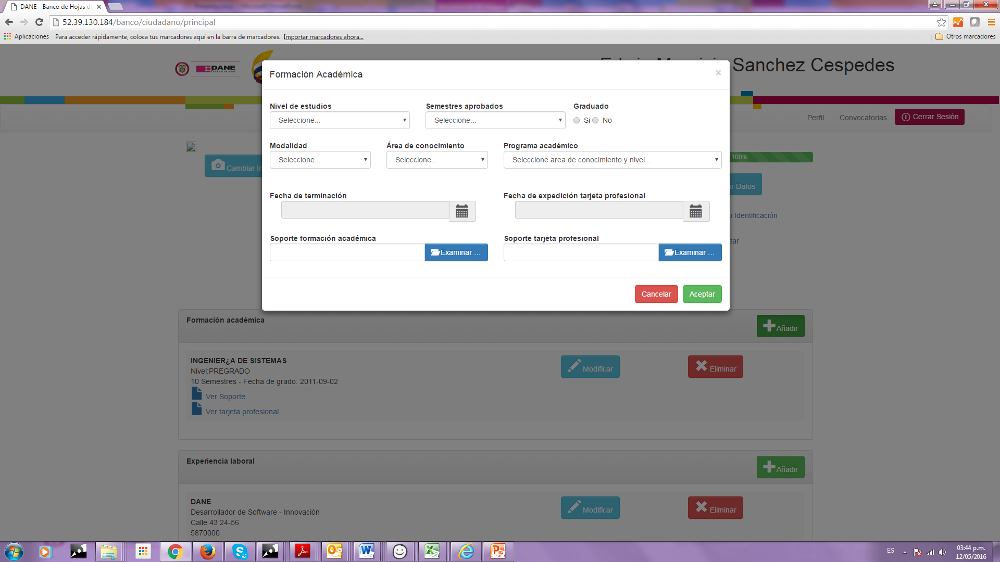 DANE - Banco de Hojas d
52.39.130.184/banco/ciudadano/principal
Aplicaciones Para acceder rápidamente, coloca tus marcadores aquí en la barra de marcadores. Importar marcadores ahora... Otros marcadores
DANE
Sanchez Cespedes
Perfil Convocatorias Cerrar Sesión
Formación Académica ×
Nivel de estudios Semestres aprobados Graduado
Seleccione... Seleccione... Si No
Modalidad Área de conocimiento Programa académico
Seleccione... Seleccione... Seleccione area de conocimiento y nivel...
Cambiar 100%
Datos
Fecha de terminación Fecha de expedición tarjeta profesional
Identificación
Soporte formación académica Soporte tarjeta profesional
tar
Examinar ... Examinar ...
Cancelar Aceptar
Formación académica Añadir
INGENIER¿A DE SISTEMAS
Nivel:PREGRADO Modificar Eliminar
10 Semestres - Fecha de grado: 2011-09-02
Ver Soporte
Ver tarjeta profesional
Experiencia laboral Añadir
DANE
Desarrollador de Software - Innovación Modificar Eliminar
Calle 43 24-56
5870000
ES 03:44 p.m.
12/05/2016